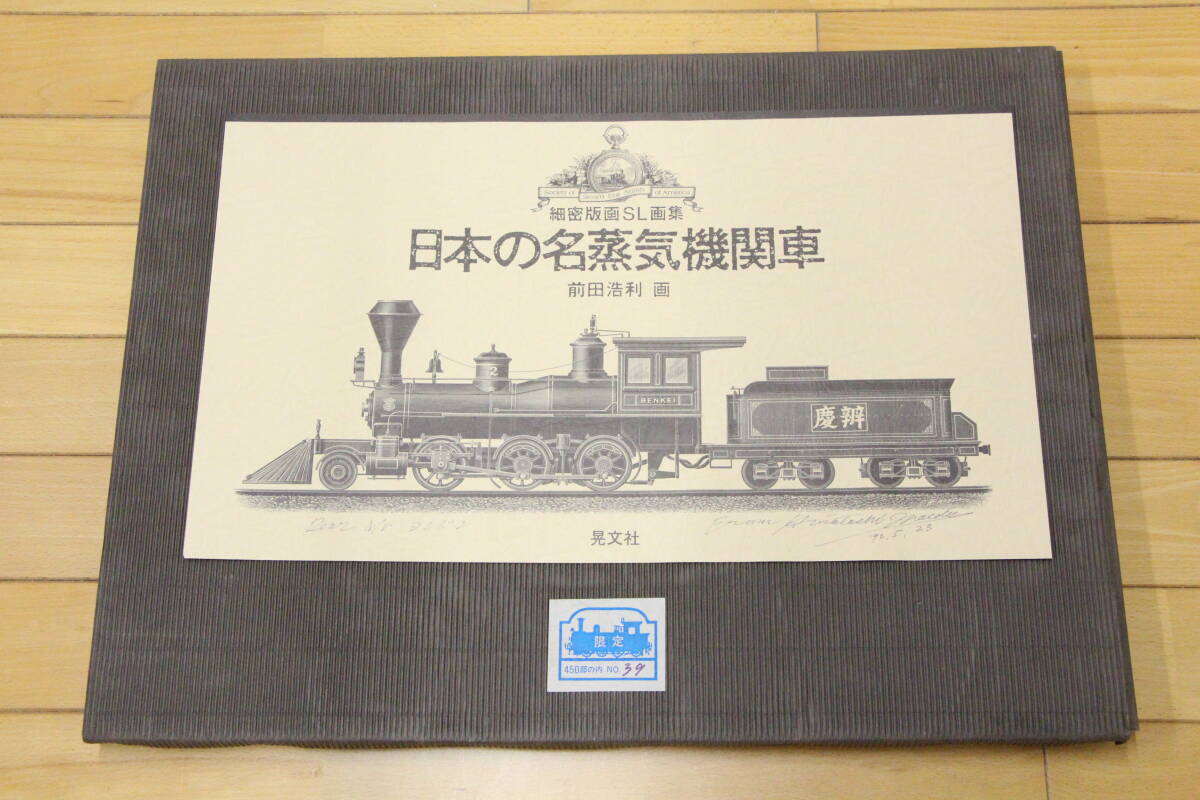 Society of Steam Era Artists of America
細密版画SL画集
日本の名蒸気機関車
前田浩利 画
2
BENKEI
慶辨
晃文社
限定
450部の内 NO. 39